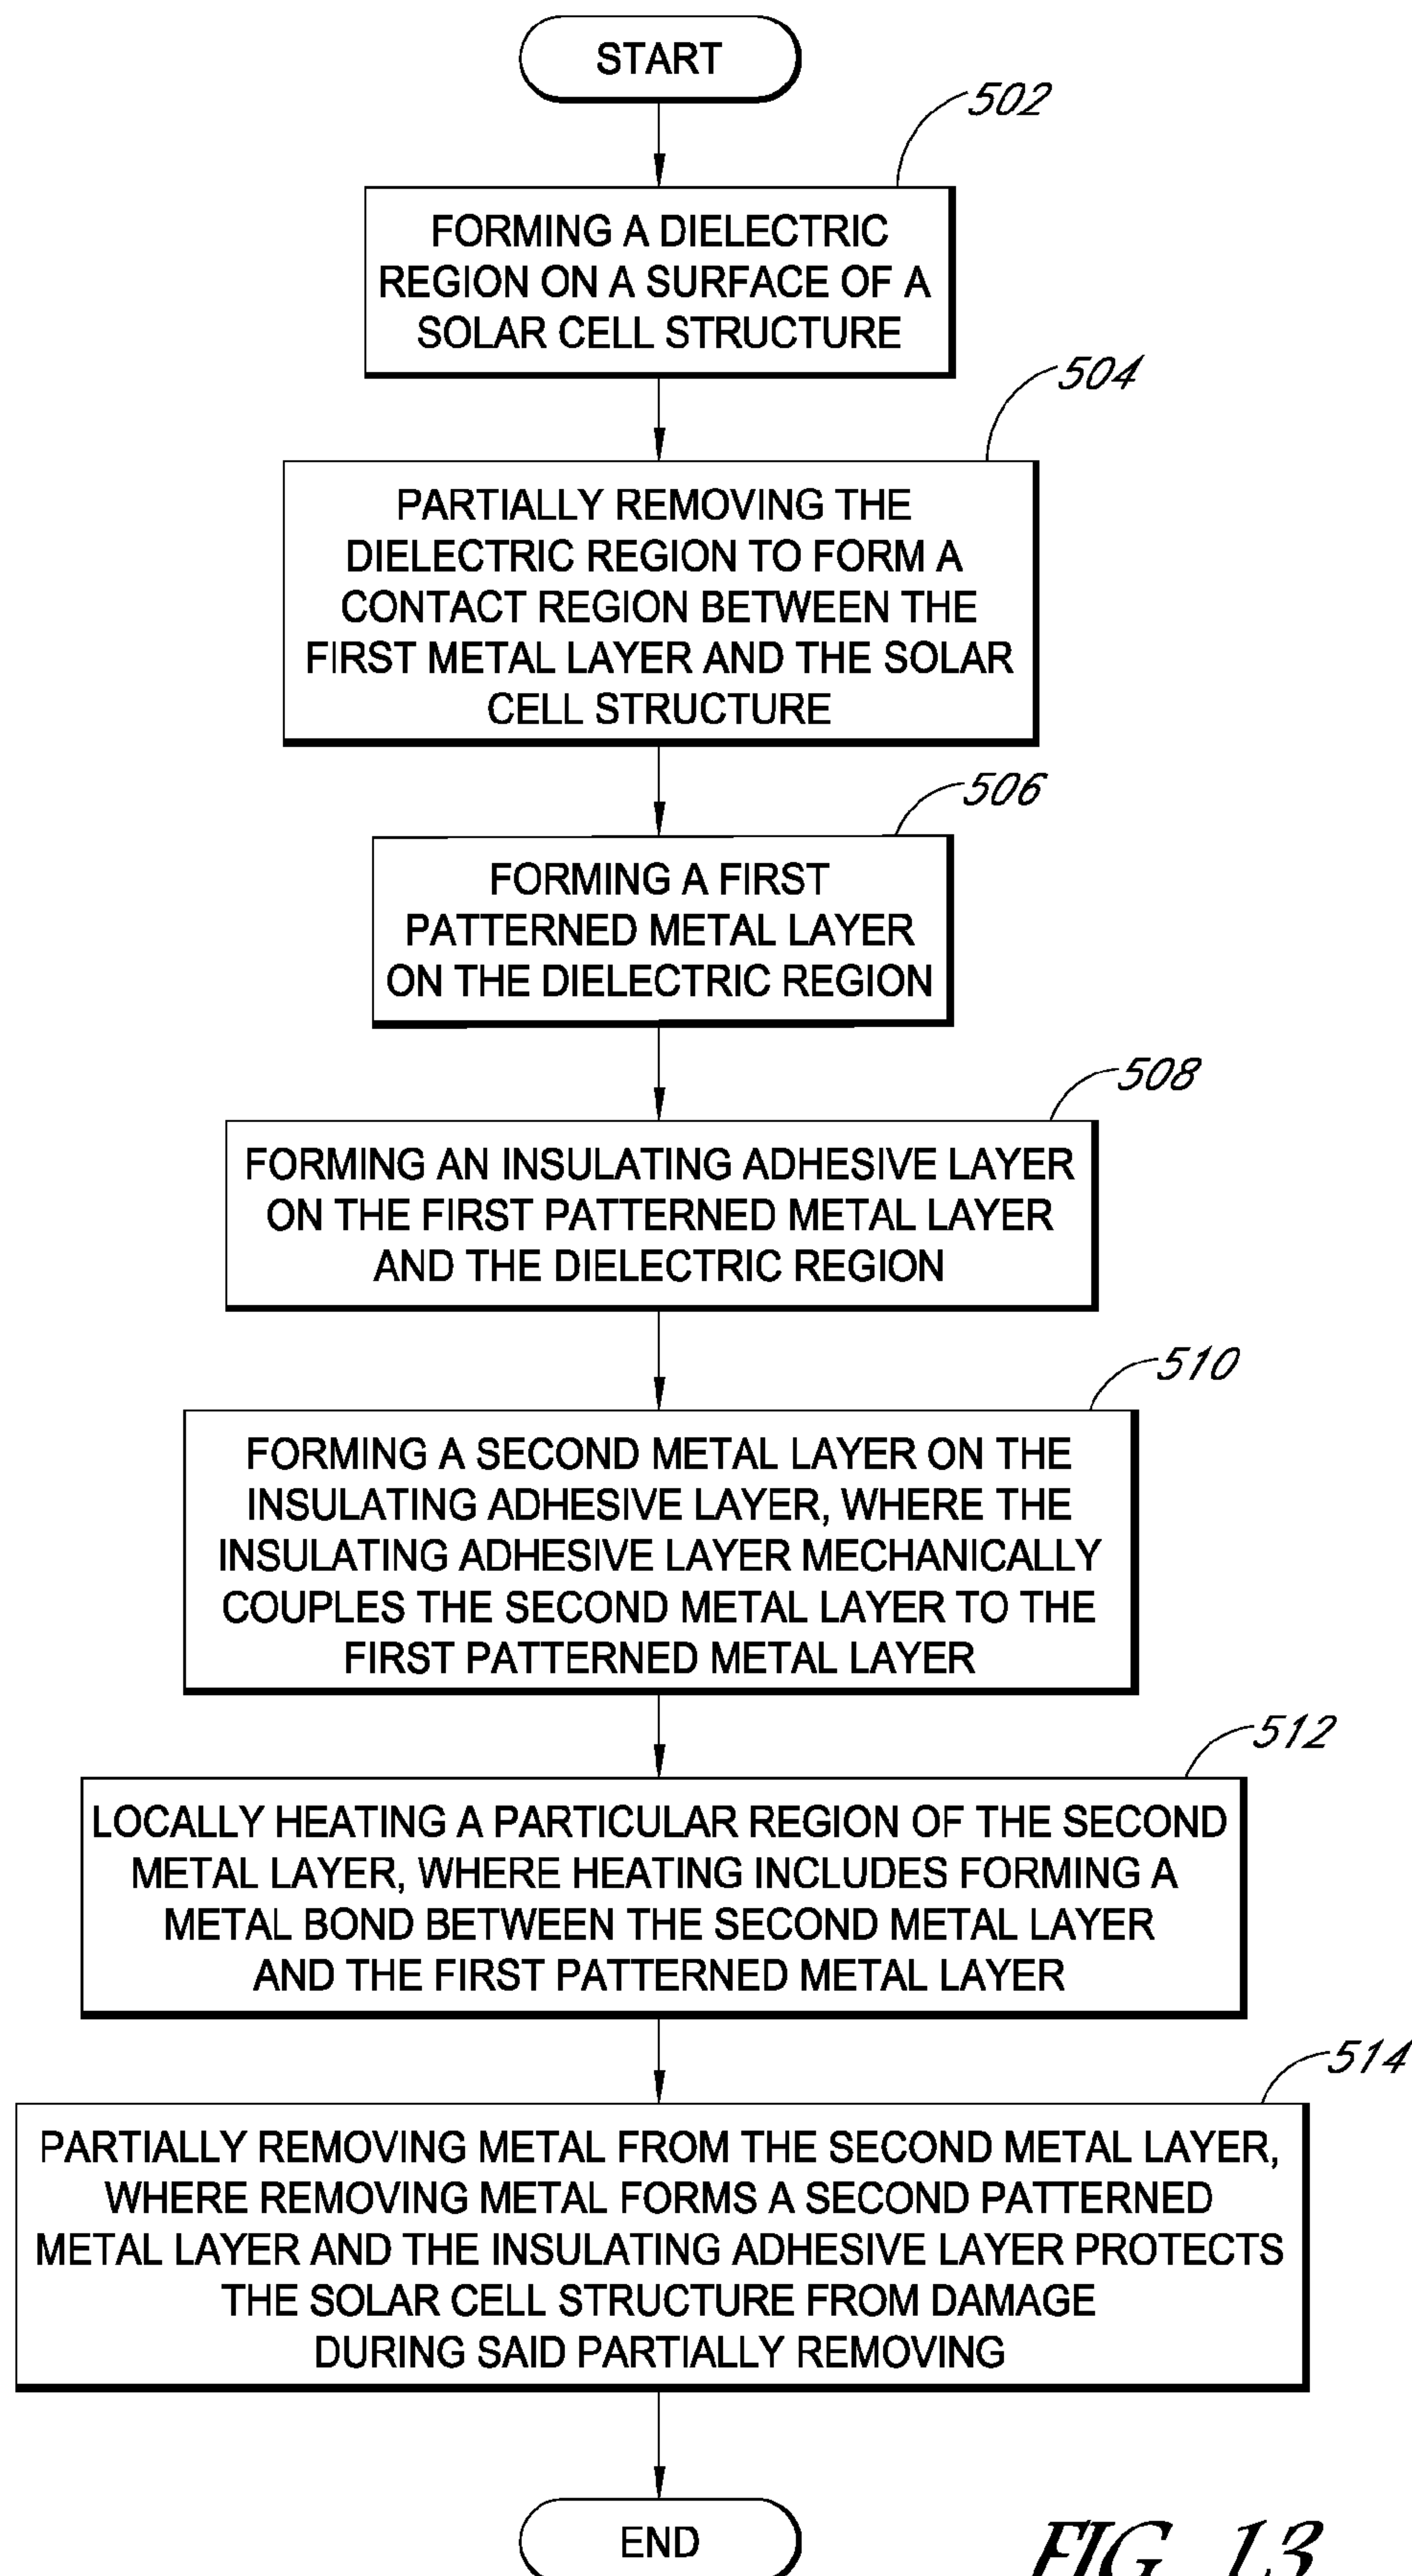 START
502
FORMING A DIELECTRIC
REGION ON A SURFACE OF A
SOLAR CELL STRUCTURE
504
PARTIALLY REMOVING THE
DIELECTRIC REGION TO FORM A
CONTACT REGION BETWEEN THE
FIRST METAL LAYER AND THE SOLAR
CELL STRUCTURE
506
FORMING A FIRST
PATTERNED METAL LAYER
ON THE DIELECTRIC REGION
508
FORMING AN INSULATING ADHESIVE LAYER
ON THE FIRST PATTERNED METAL LAYER
AND THE DIELECTRIC REGION
510
FORMING A SECOND METAL LAYER ON THE
INSULATING ADHESIVE LAYER, WHERE THE
INSULATING ADHESIVE LAYER MECHANICALLY
COUPLES THE SECOND METAL LAYER TO THE
FIRST PATTERNED METAL LAYER
512
LOCALLY HEATING A PARTICULAR REGION OF THE SECOND
METAL LAYER, WHERE HEATING INCLUDES FORMING A
METAL BOND BETWEEN THE SECOND METAL LAYER
AND THE FIRST PATTERNED METAL LAYER
514
PARTIALLY REMOVING METAL FROM THE SECOND METAL LAYER,
WHERE REMOVING METAL FORMS A SECOND PATTERNED
METAL LAYER AND THE INSULATING ADHESIVE LAYER PROTECTS
THE SOLAR CELL STRUCTURE FROM DAMAGE
DURING SAID PARTIALLY REMOVING
END
FIG. 13